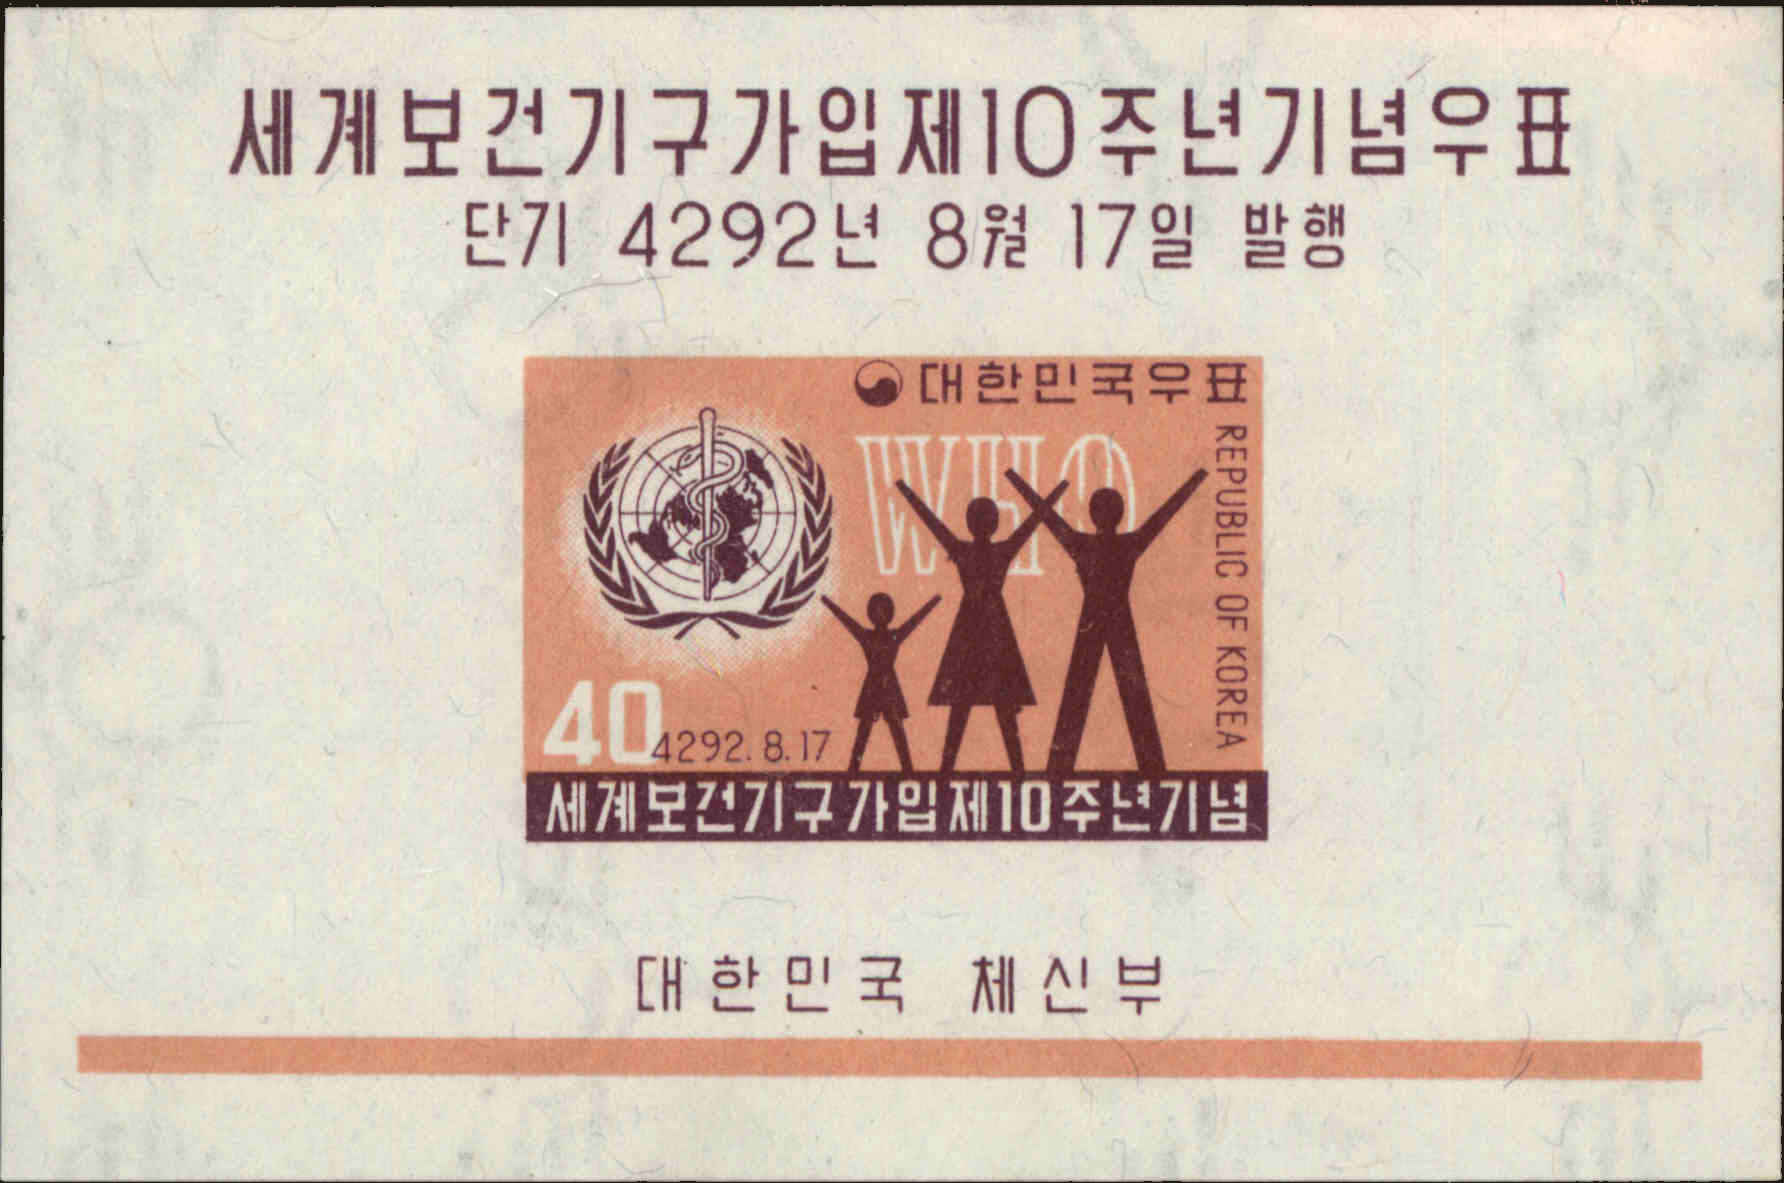 세계보건기구가입제10주년기념우표
단기 4292년 8월 17일 발행
대한민국우표
WHO
REPUBLIC OF KOREA
40
4292.8.17
세계보건기구가입제10주년기념
대한민국 체신부